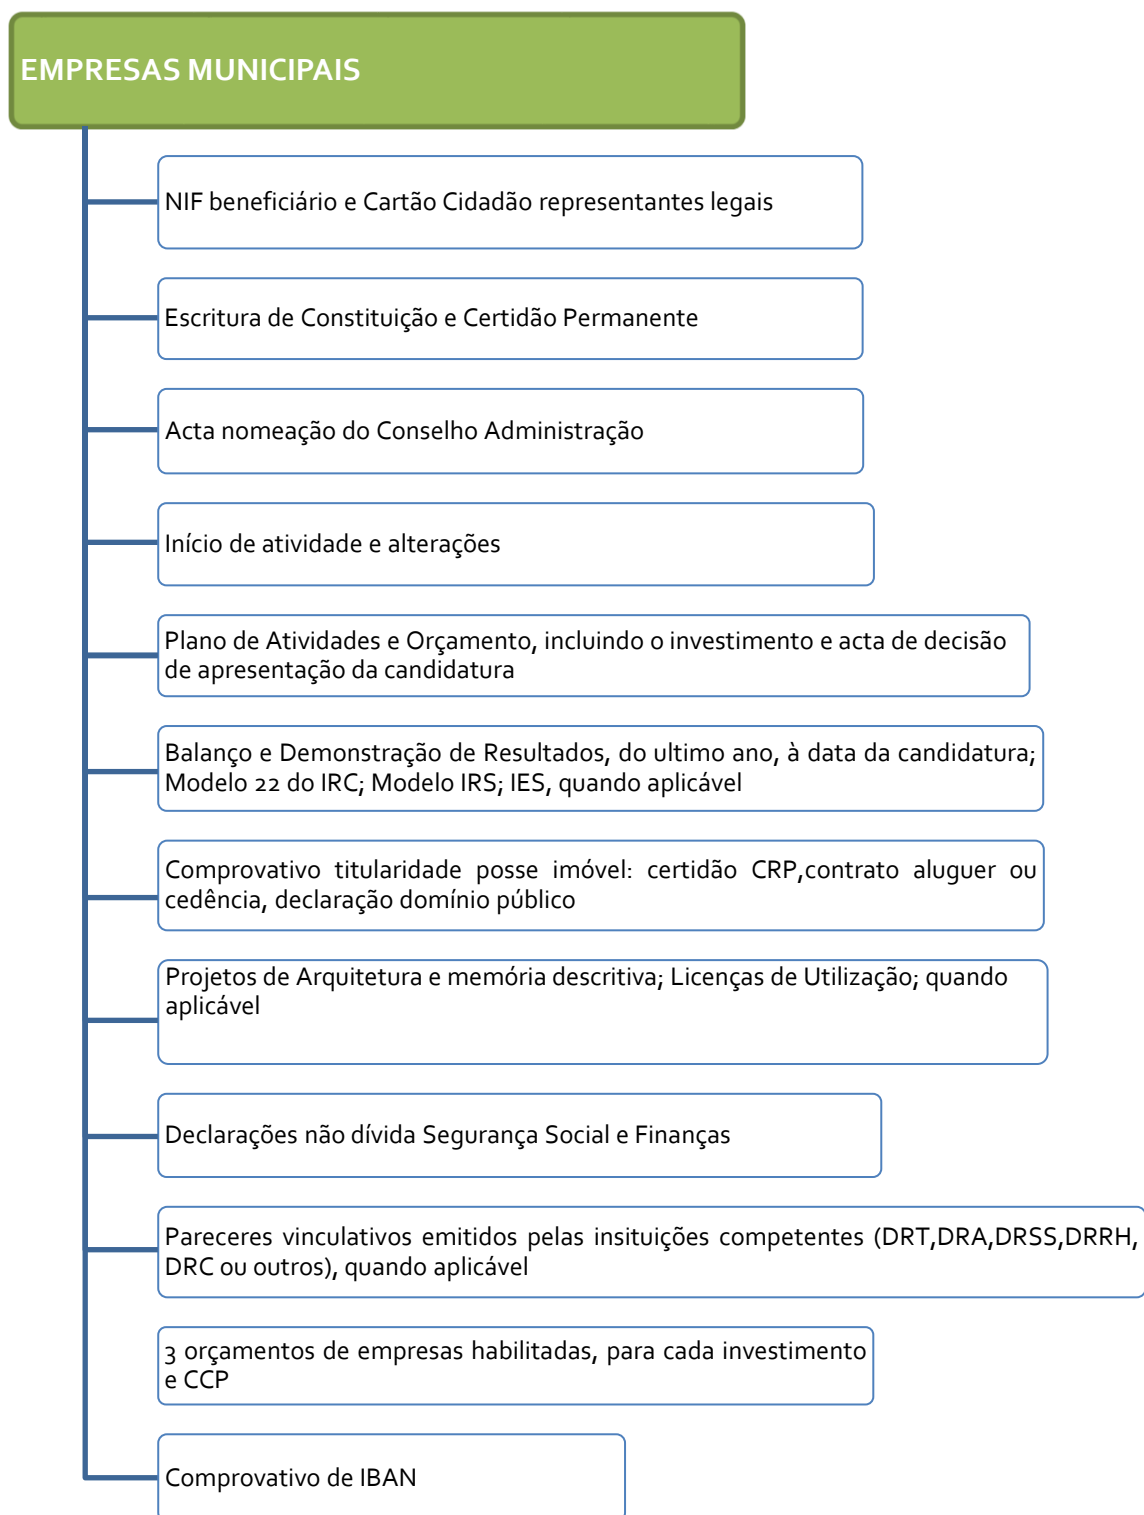 EMPRESAS MUNICIPAIS
NIF beneficiário e Cartão Cidadão representantes legais
Escritura de Constituição e Certidão Permanente
Acta nomeação do Conselho Administração
Início de atividade e alterações
Plano de Atividades e Orçamento, incluindo o investimento e acta de decisão
de apresentação da candidatura
Balanço e Demonstração de Resultados, do ultimo ano, à data da candidatura;
Modelo 22 do IRC; Modelo IRS; IES, quando aplicável
Comprovativo titularidade posse imóvel: certidão CRP,contrato aluguer ou
cedência, declaração domínio público
Projetos de Arquitetura e memória descritiva; Licenças de Utilização; quando
aplicável
Declarações não dívida Segurança Social e Finanças
Pareceres vinculativos emitidos pelas insituições competentes (DRT,DRA,DRSS,DRRH,
DRC ou outros), quando aplicável
3 orçamentos de empresas habilitadas, para cada investimento
e CCP
Comprovativo de IBAN